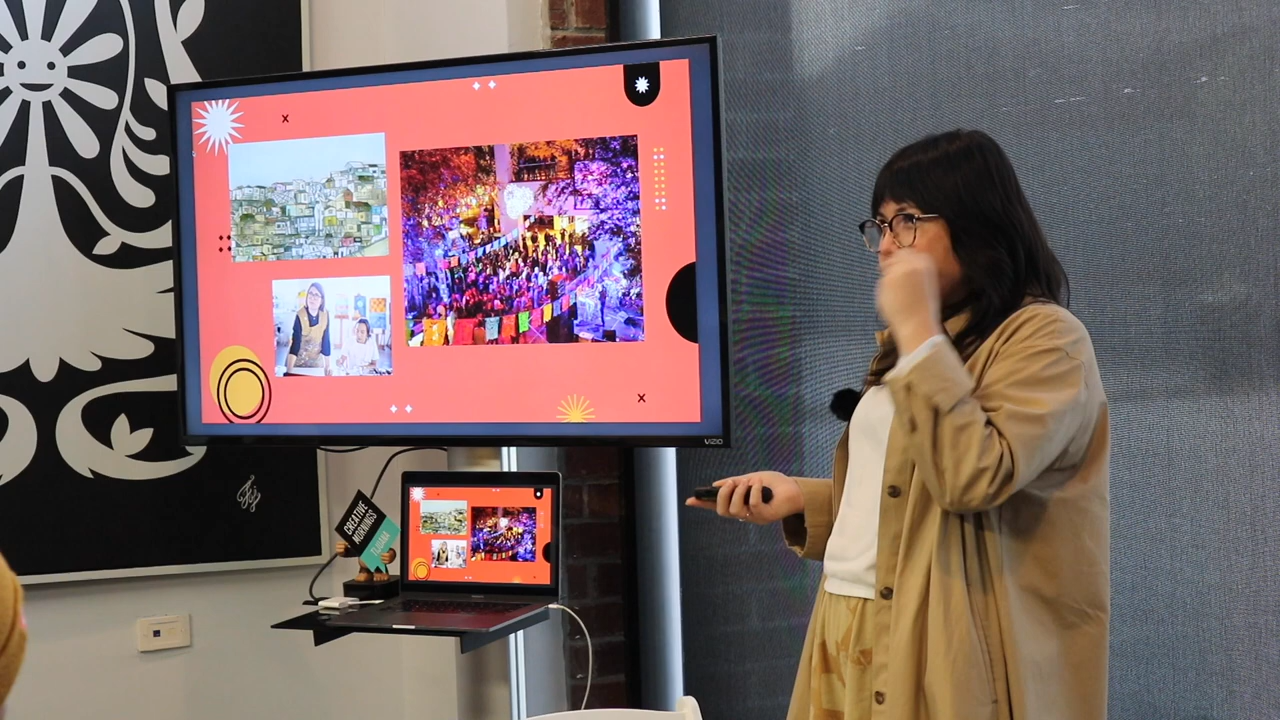 x
x
VIZIO
CREATIVE
MORNINGS
TIJUANA